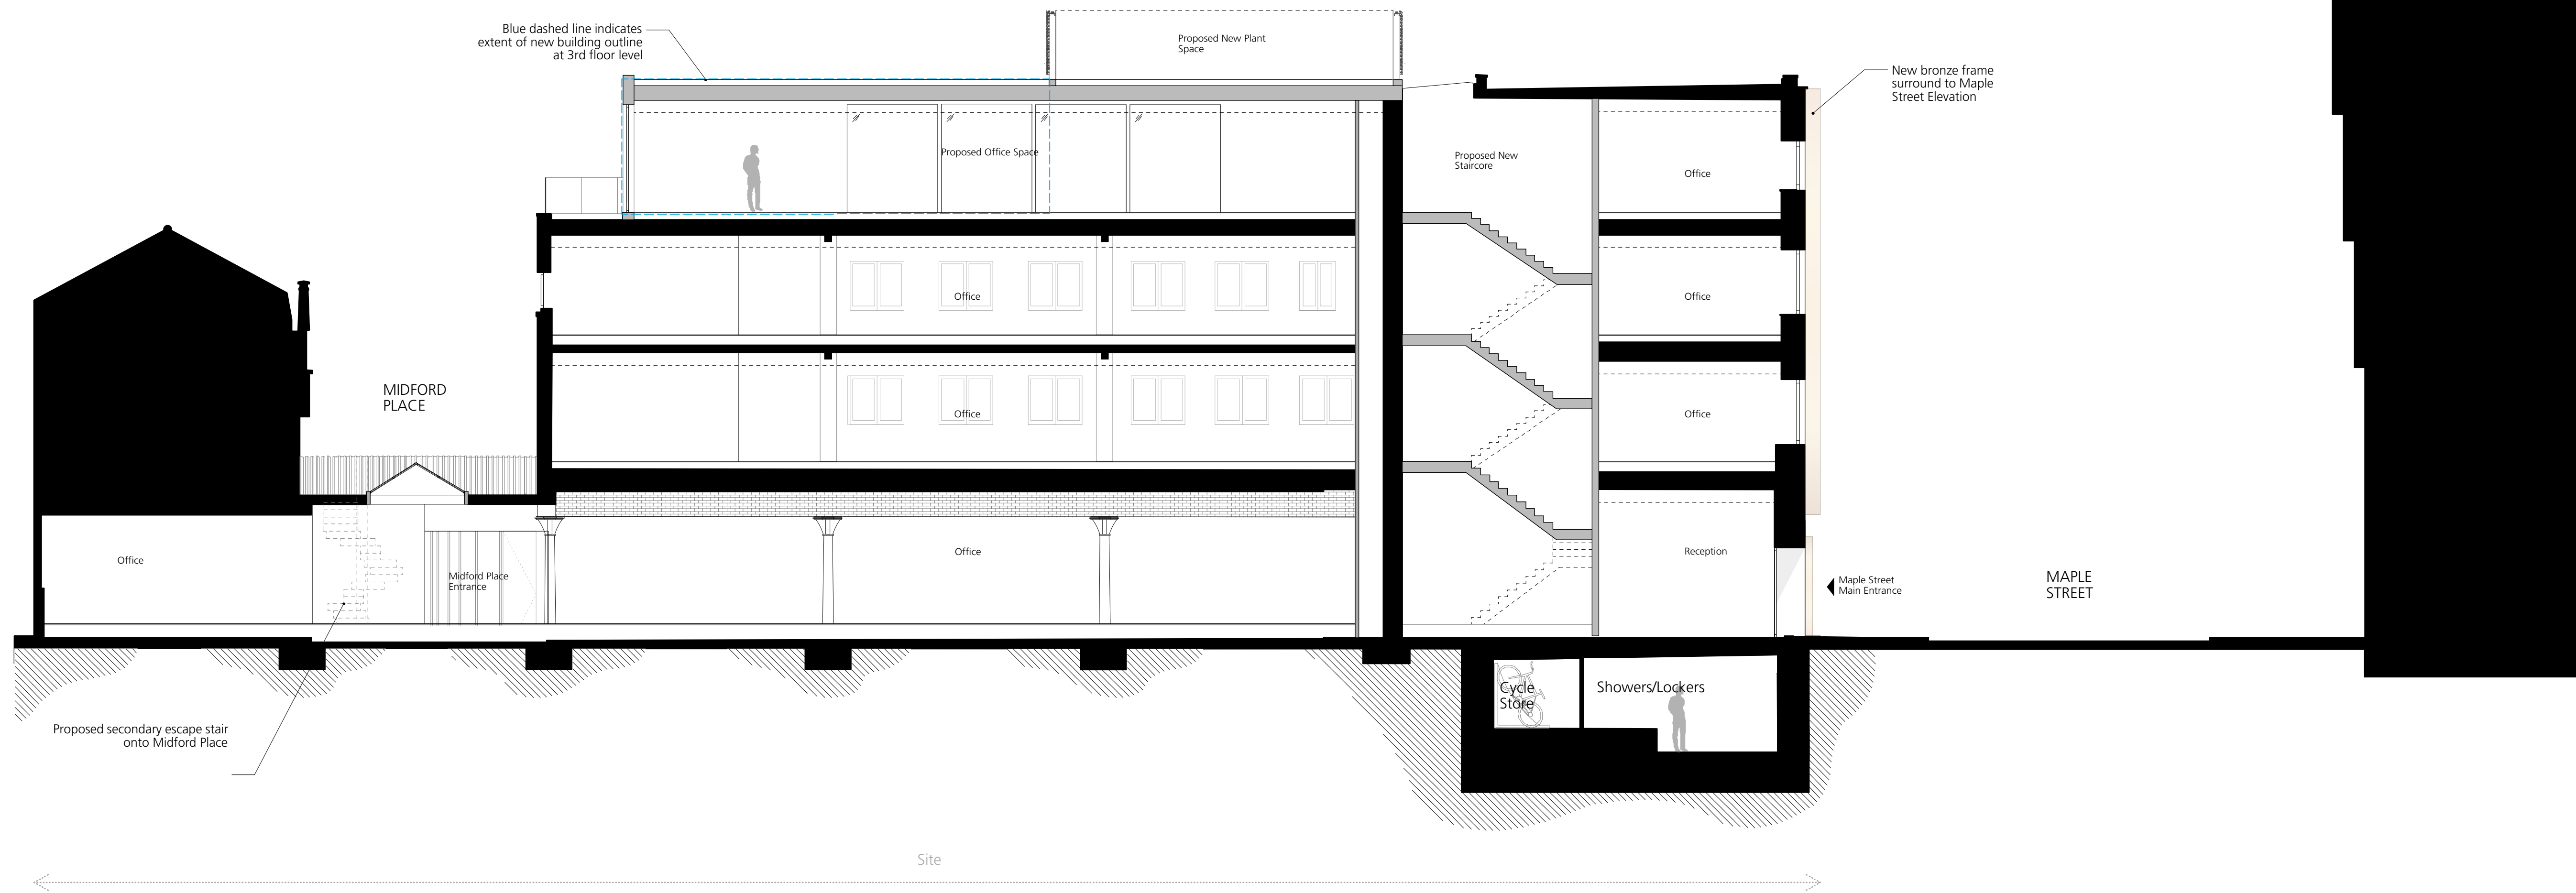 Blue dashed line indicates
extent of new building outline
at 3rd floor level
Proposed New Plant
Space
New bronze frame
surround to Maple
Street Elevation
Proposed Office Space
Proposed New
Staircore
Office
Office
Office
MIDFORD
PLACE
Office
Office
Office
Midford Place
Entrance
Office
Reception
Maple Street
Main Entrance
MAPLE
STREET
Cycle
Store
Showers/Lockers
Proposed secondary escape stair
onto Midford Place
Site